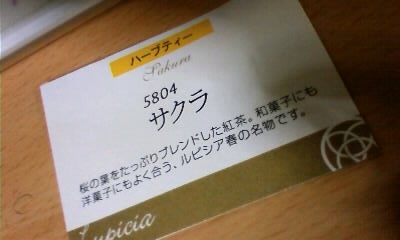 ハーブティー
Sakura
5804
サクラ
桜の葉をたっぷりブレンドした紅茶。和菓子にも
洋菓子にもよく合う、ルピシア春の名物です。
Lupicia